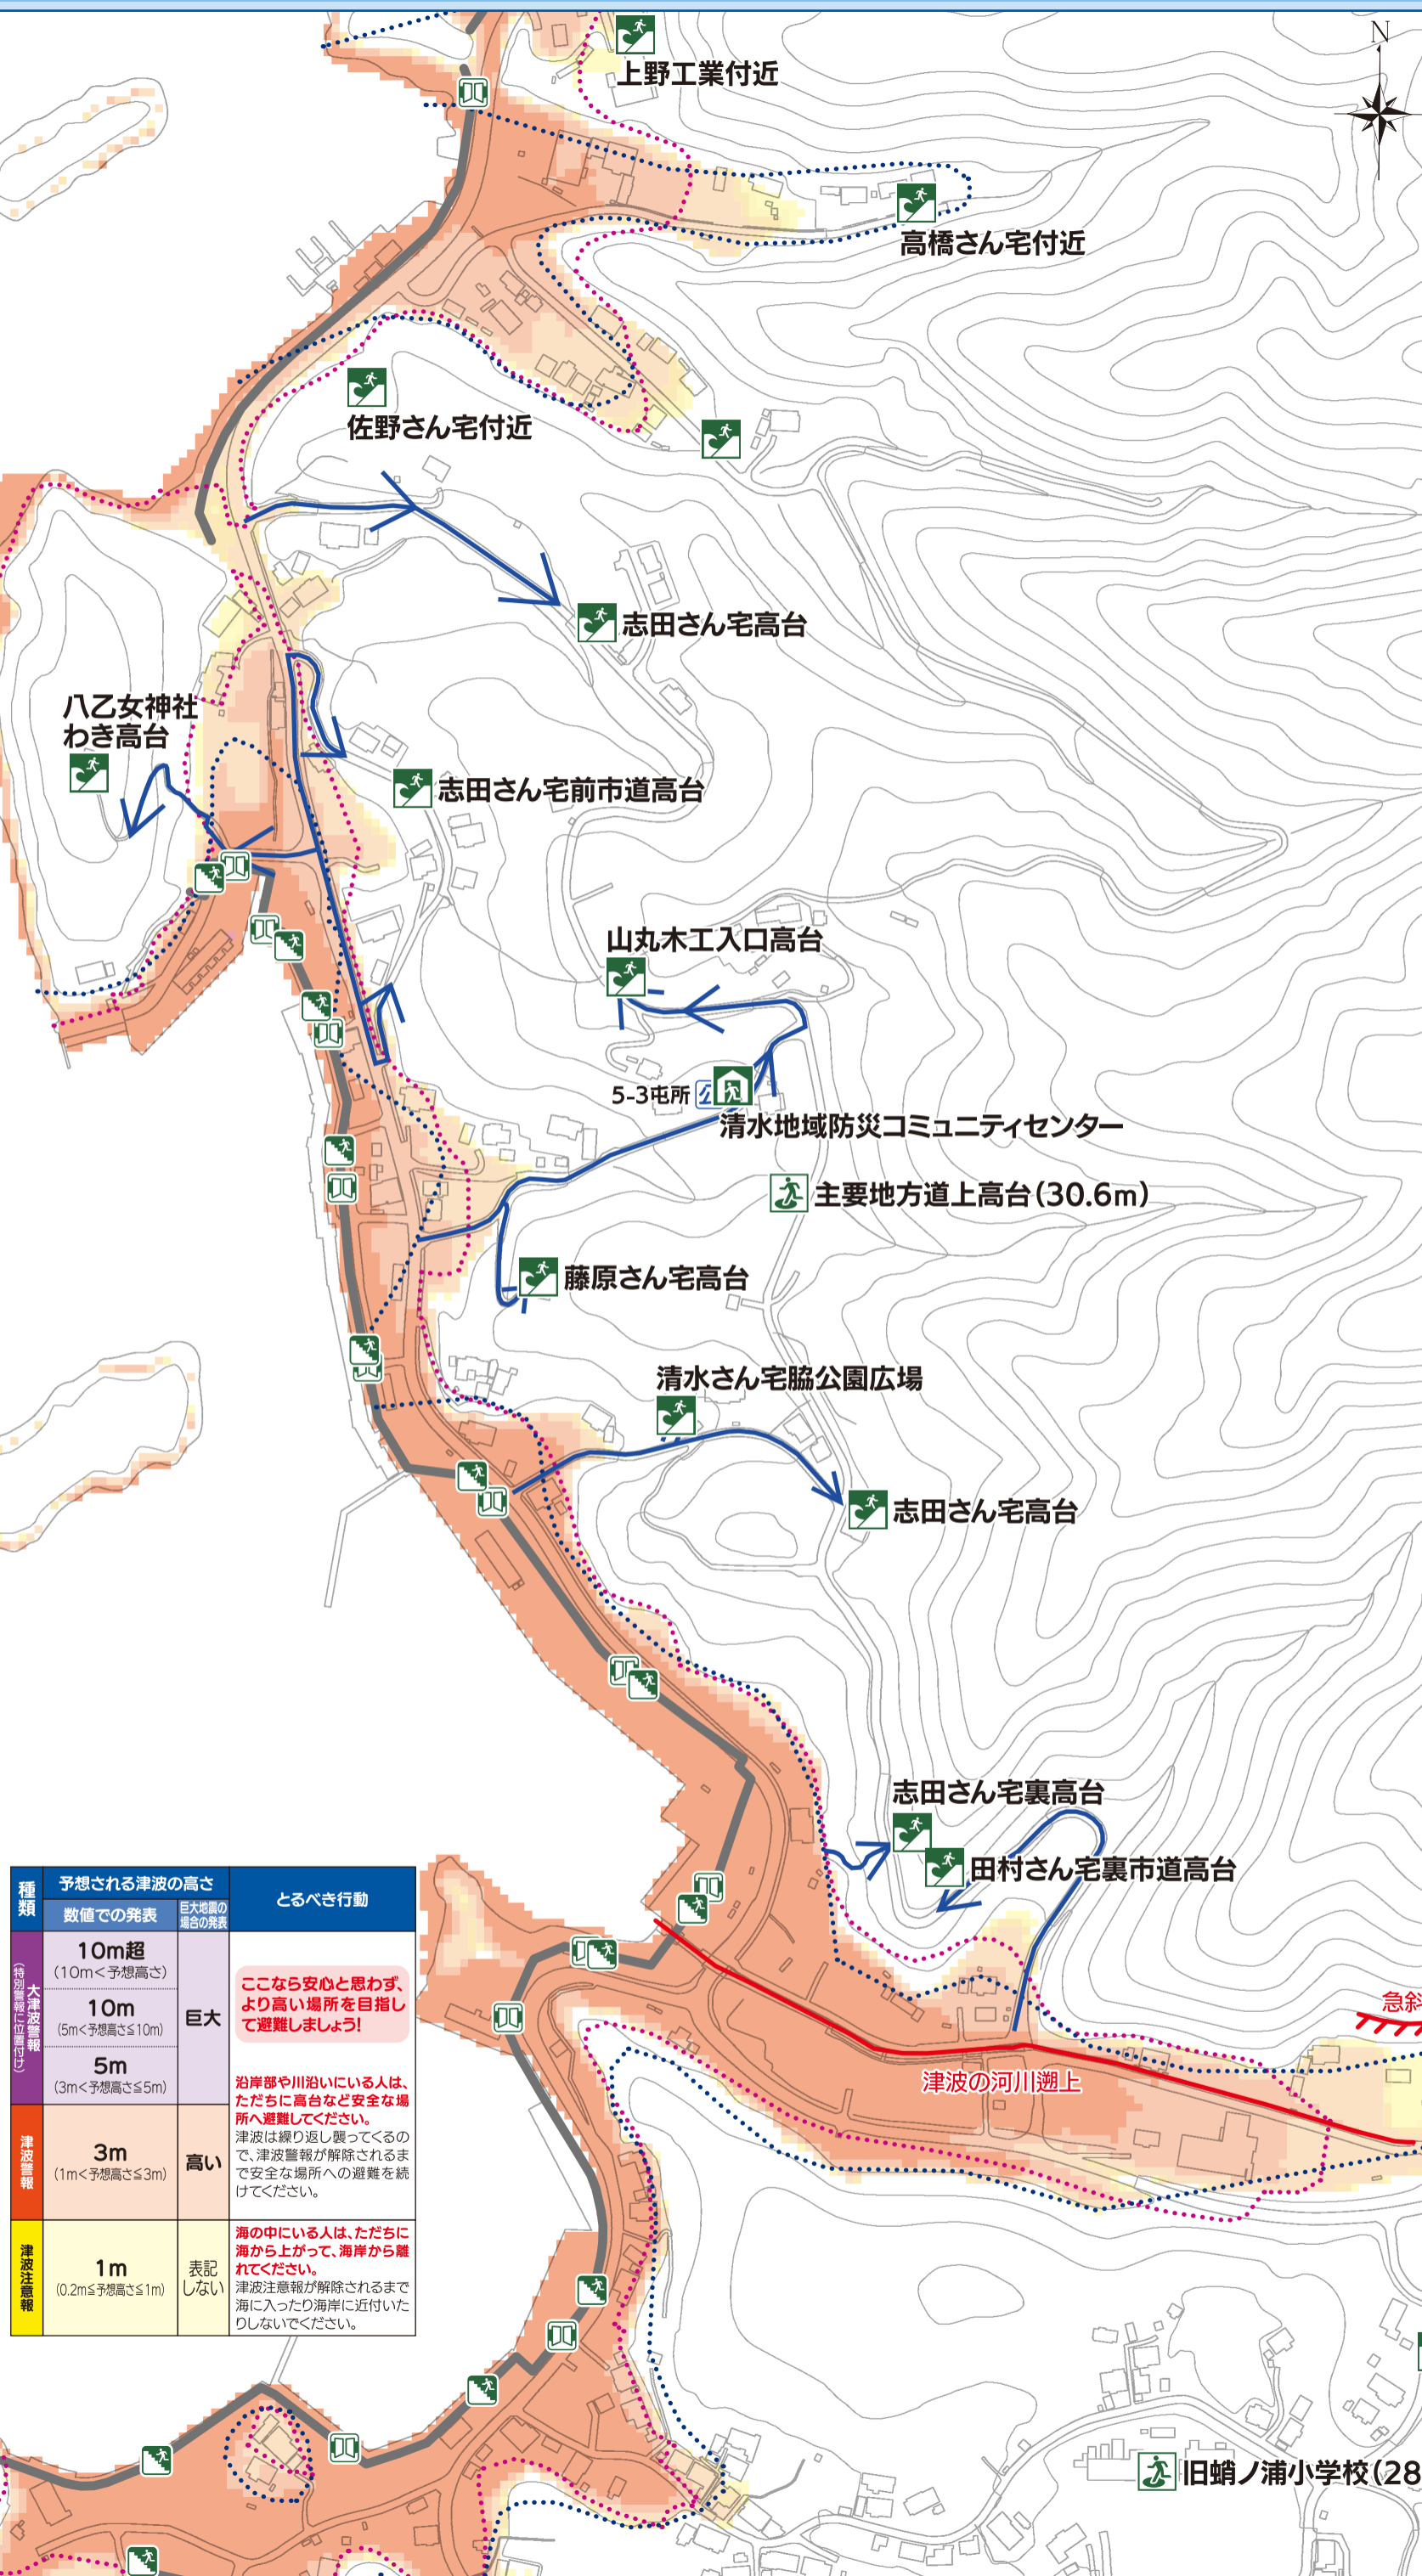 N
上野工業付近
高橋さん宅付近
佐野さん宅付近
志田さん宅高台
八乙女神社
わき高台
志田さん宅前市道高台
山丸木工入口高台
5-3屯所
清水地域防災コミュニティセンター
主要地方道上高台(30.6m)
藤原さん宅高台
清水さん宅脇公園広場
志田さん宅高台
志田さん宅裏高台
田村さん宅裏市道高台
急斜
津波の河川遡上
旧蛸ノ浦小学校(28
種類
予想される津波の高さ
とるべき行動
数値での発表
巨大地震の
場合の発表
大津波警報
(特別警報に位置付け)
10m超
(10m<予想高さ)
10m
(5m<予想高さ≦10m)
5m
(3m<予想高さ≦5m)
巨大
ここなら安心と思わず、
より高い場所を目指し
て避難しましょう!
沿岸部や川沿いにいる人は、
ただちに高台など安全な場
所へ避難してください。
津波は繰り返し襲ってくるの
で、津波警報が解除されるま
で安全な場所への避難を続
けてください。
津波警報
3m
(1m<予想高さ≦3m)
高い
津波注意報
1m
(0.2m≦予想高さ≦1m)
表記
しない
海の中にいる人は、ただちに
海から上がって、海岸から離
れてください。
津波注意報が解除されるまで
海に入ったり海岸に近付いた
りしないでください。